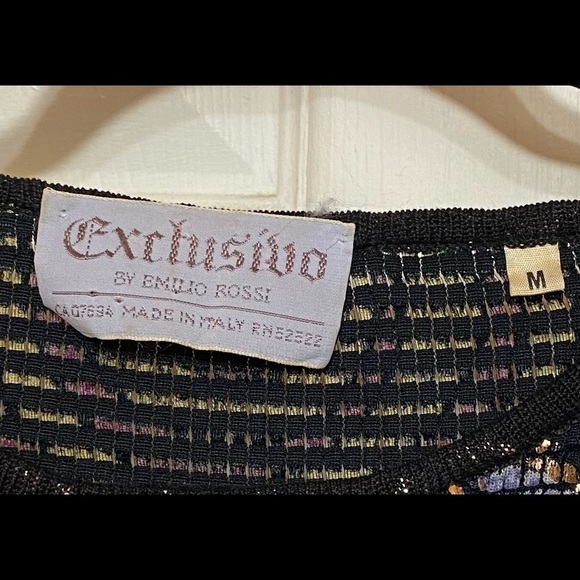 Exclusivo
BY EMILIO ROSSI
CA07694 MADE IN ITALY RN52522
M